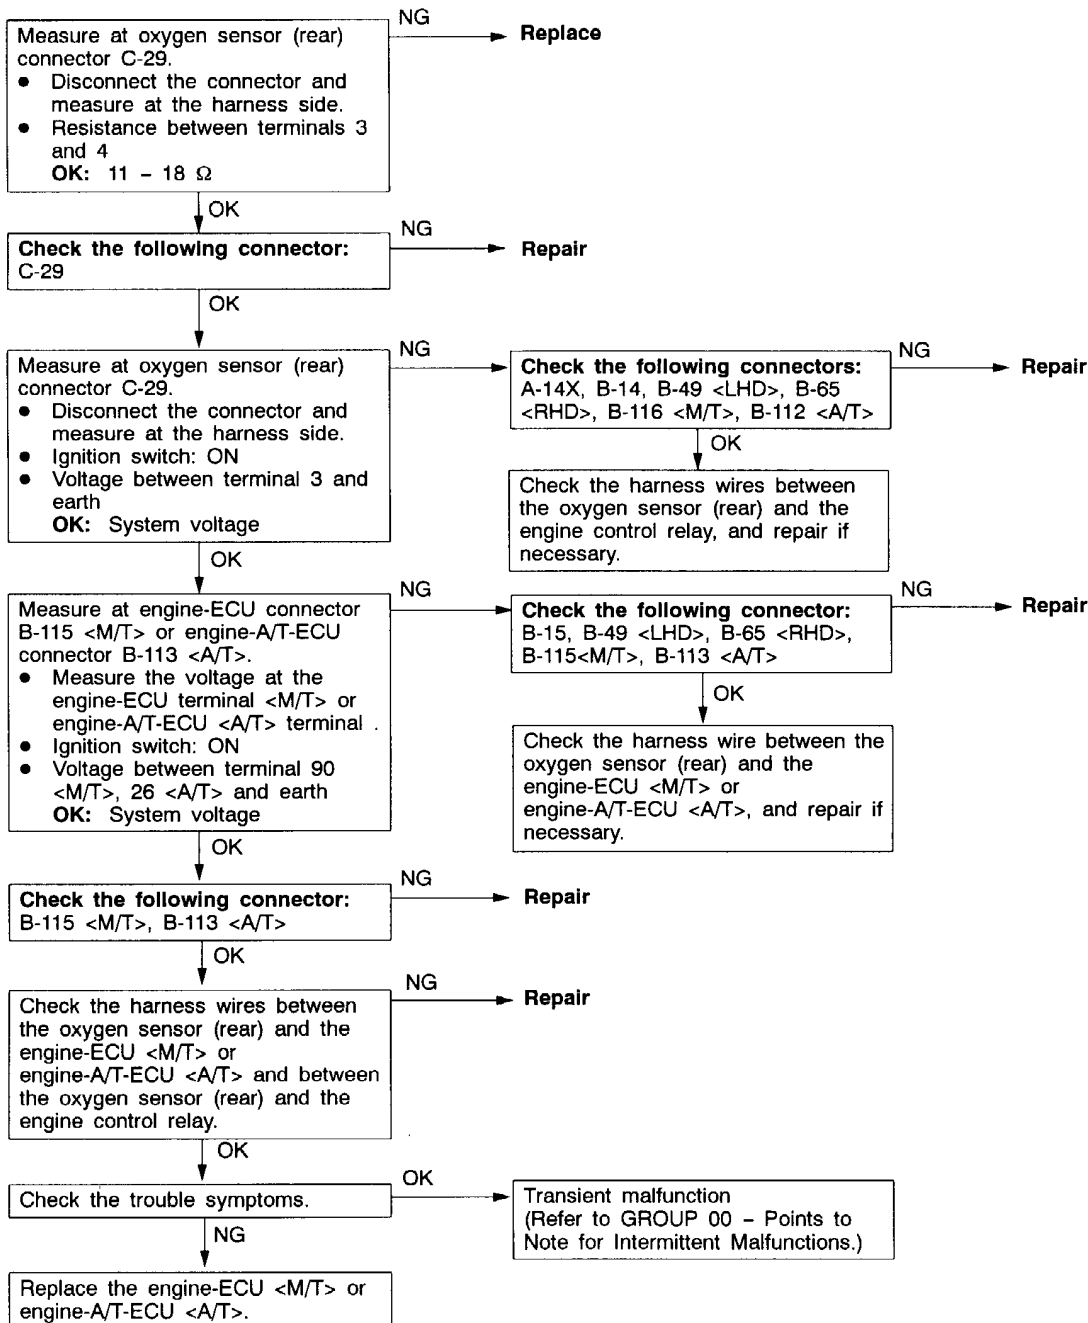 NG
Measure at oxygen sensor (rear)
connector C-29.
● Disconnect the connector and
measure at the harness side.
● Resistance between terminals 3
and 4
OK: 11 – 18 Ω
Replace
OK
Check the following connector:
C-29
NG
Repair
OK
Measure at oxygen sensor (rear)
connector C-29.
● Disconnect the connector and
measure at the harness side.
● Ignition switch: ON
● Voltage between terminal 3 and
earth
OK: System voltage
NG
Check the following connectors:
A-14X, B-14, B-49 <LHD>, B-65
<RHD>, B-116 <M/T>, B-112 <A/T>
NG
Repair
OK
Check the harness wires between
the oxygen sensor (rear) and the
engine control relay, and repair if
necessary.
OK
Measure at engine-ECU connector
B-115 <M/T> or engine-A/T-ECU
connector B-113 <A/T>.
● Measure the voltage at the
engine-ECU terminal <M/T> or
engine-A/T-ECU <A/T> terminal .
● Ignition switch: ON
● Voltage between terminal 90
<M/T>, 26 <A/T> and earth
OK: System voltage
NG
Check the following connector:
B-15, B-49 <LHD>, B-65 <RHD>,
B-115<M/T>, B-113 <A/T>
NG
Repair
OK
Check the harness wire between the
oxygen sensor (rear) and the
engine-ECU <M/T> or
engine-A/T-ECU <A/T>, and repair if
necessary.
OK
Check the following connector:
B-115 <M/T>, B-113 <A/T>
NG
Repair
OK
Check the harness wires between
the oxygen sensor (rear) and the
engine-ECU <M/T> or
engine-A/T-ECU <A/T> and between
the oxygen sensor (rear) and the
engine control relay.
NG
Repair
OK
Check the trouble symptoms.
OK
Transient malfunction
(Refer to GROUP 00 – Points to
Note for Intermittent Malfunctions.)
NG
Replace the engine-ECU <M/T> or
engine-A/T-ECU <A/T>.